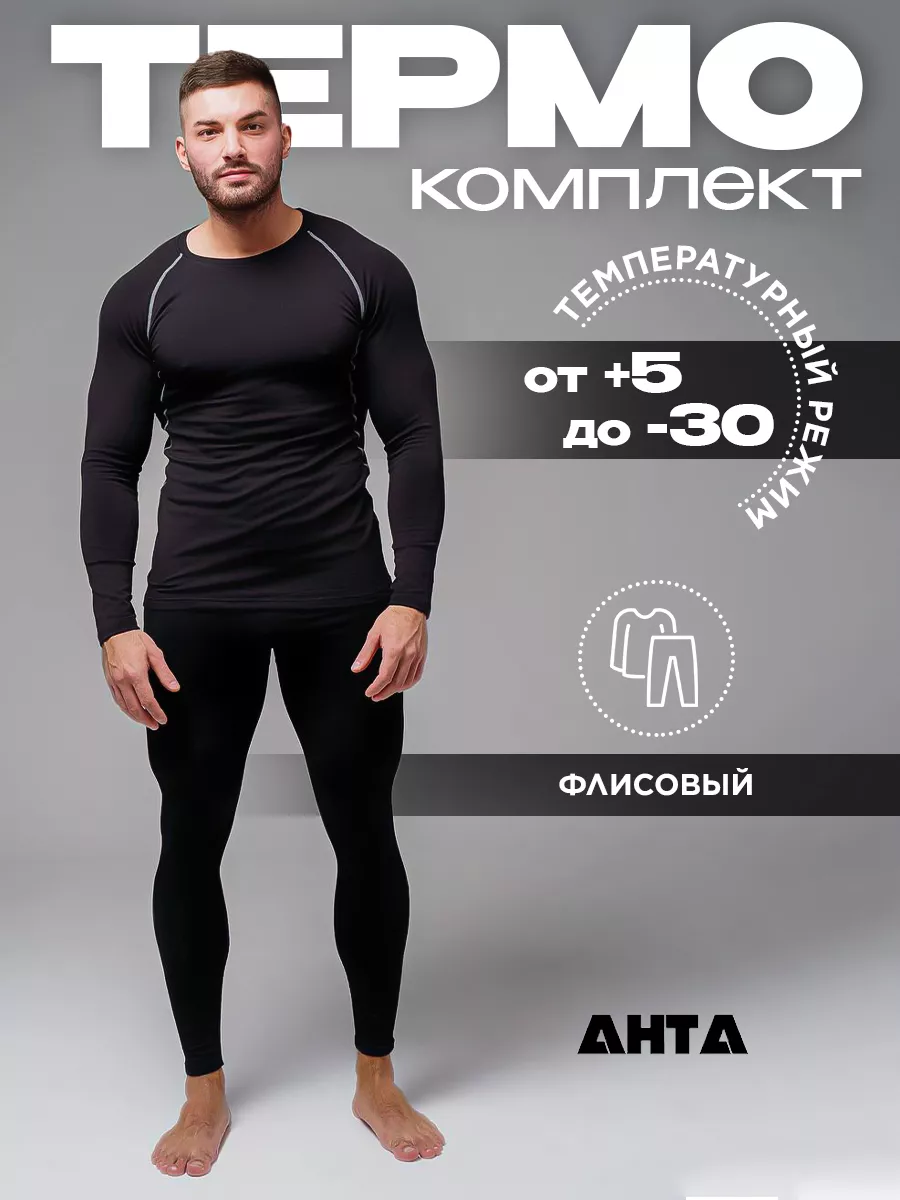 ТЕРМО
КОМПЛЕКТ
ТЕМПЕРАТУРНЫЙ РЕЖИМ
от +5
до -30
ФЛИСОВЫЙ
АНТА